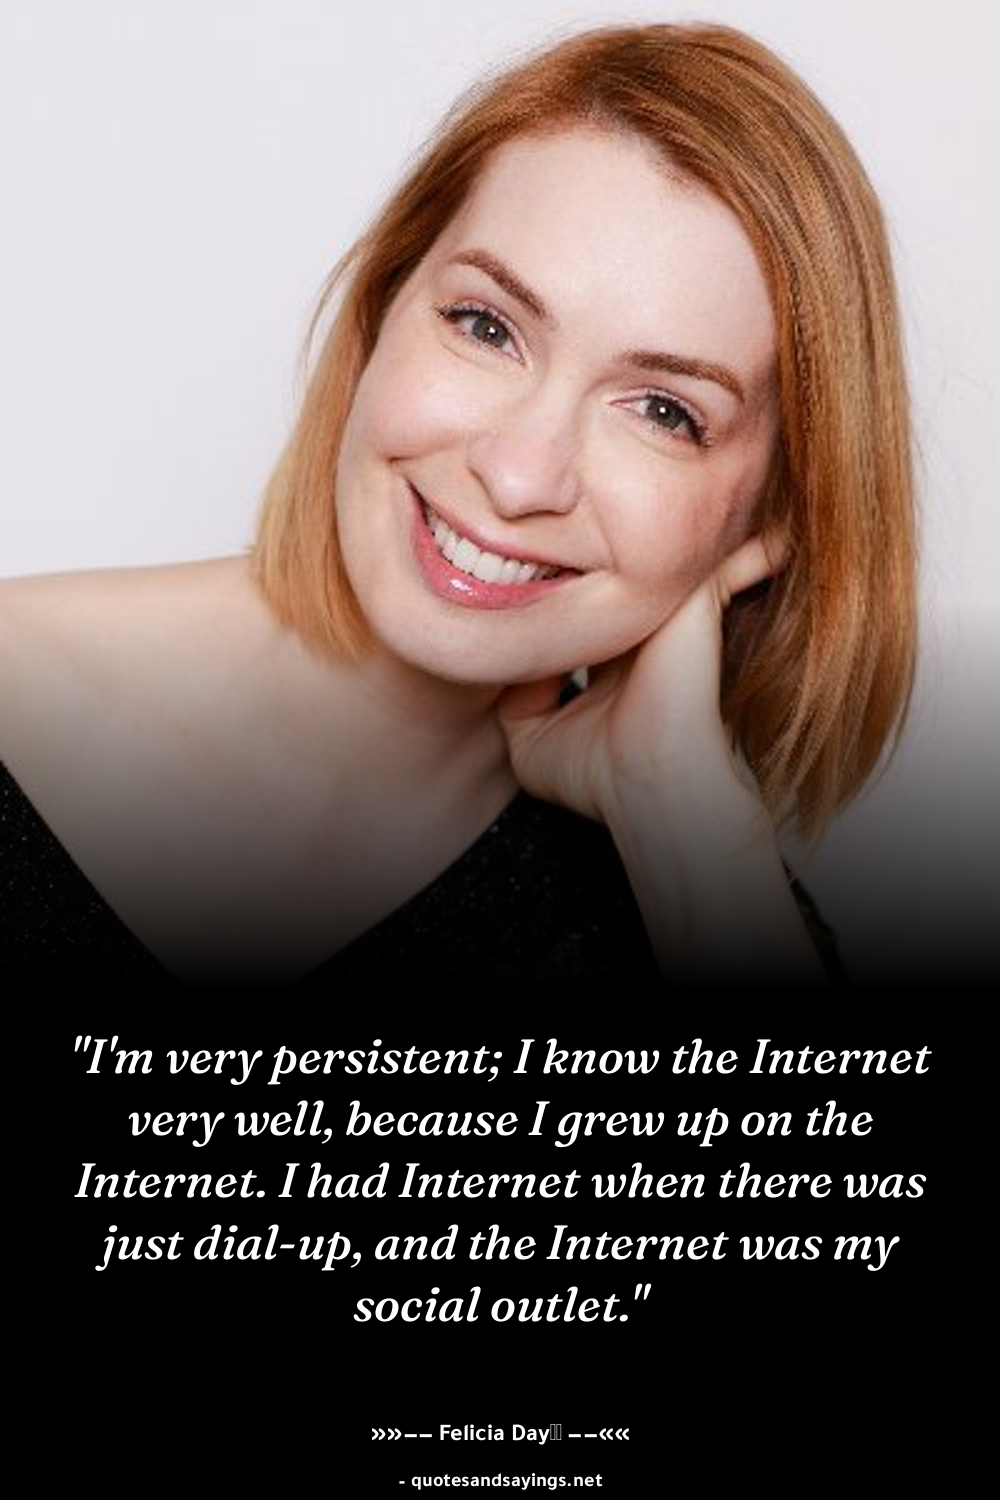 "I'm very persistent; I know the Internet
very well, because I grew up on the
Internet. I had Internet when there was
just dial-up, and the Internet was my
social outlet."
»»–– Felicia Day ––««
- quotesandsayings.net